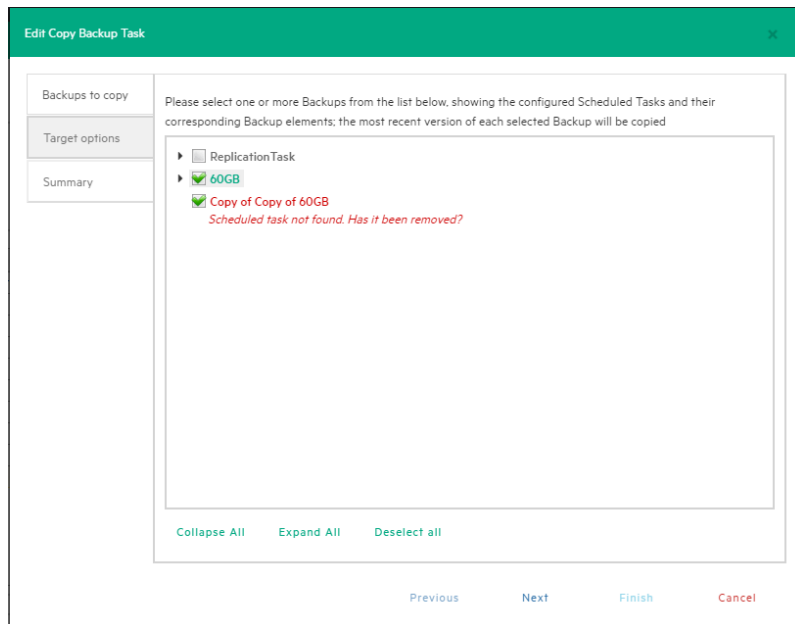 Edit Copy Backup Task
Backups to copy
Target options
Summary
Please select one or more Backups from the list below, showing the configured Scheduled Tasks and their
corresponding Backup elements; the most recent version of each selected Backup will be copied
ReplicationTask
60GB
Copy of Copy of 60GB
Scheduled task not found. Has it been removed?
Collapse All Expand All Deselect all
Previous Next Finish Cancel